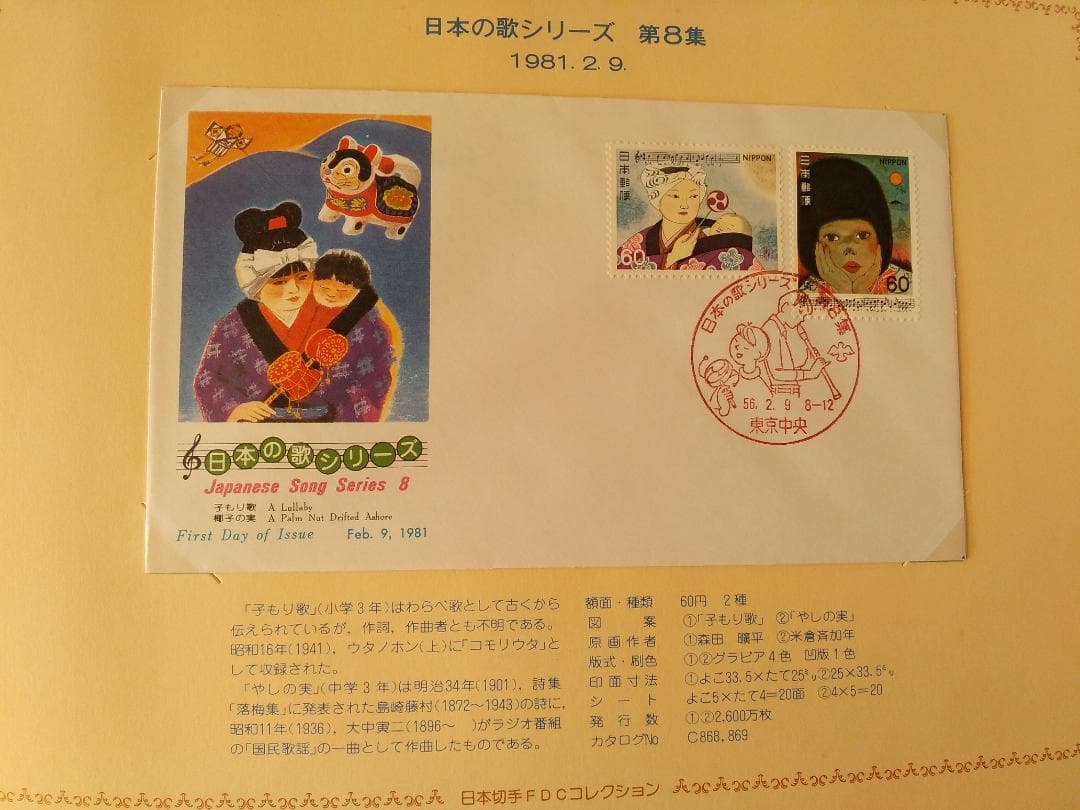 日本の歌シリーズ 第8集
1981. 2. 9.
日本郵便
NIPPON
60
日本郵便
NIPPON
60
日本の歌シリーズ
集
56. 2. 9 8-12
東京中央
日本の歌シリーズ
Japanese Song Series 8
子もり歌 A Lullaby
椰子の実 A Palm Nut Drifted Ashore
First Day of Issue Feb. 9, 1981
「子もり歌」(小学3年)はわらべ歌として古くから
伝えられているが，作詞，作曲者とも不明である。
昭和16年(1941)，ウタノホン(上)に「コモリウタ」と
して収録された。
「やしの実」(中学3年)は明治34年(1901)，詩集
「落梅集」に発表された島崎藤村(1872〜1943)の詩に，
昭和11年(1936)，大中寅二(1896〜 )がラジオ番組
の「国民歌謡」の一曲として作曲したものである。
額面・種類 60円 2種
図案 ①「子もり歌」 ②「やしの実」
原画作者 ①森田 曠平 ②米倉斉加年
版式・刷色 ①②グラビア4色 凹版1色
印面寸法 ①よこ33.5×たて25㍉ ②25×33.5㍉
シート よこ5×たて4=20面 ②4×5=20
発行数 ①②2,600万枚
カタログNo C868,869
日本切手FDCコレクション